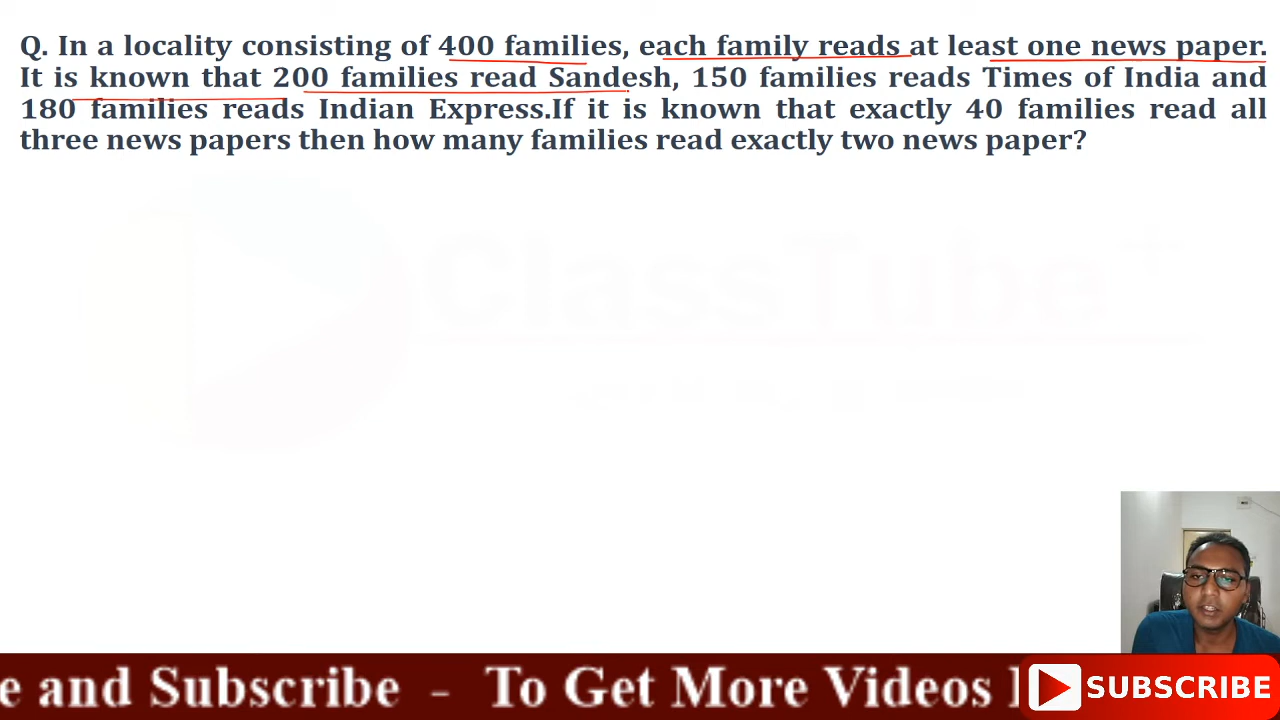 Q. In a locality consisting of 400 families, each family reads at least one news paper.
It is known that 200 families read Sandesh, 150 families reads Times of India and
180 families reads Indian Express.If it is known that exactly 40 families read all
three news papers then how many families read exactly two news paper?
ClassTube
e and Subscribe - To Get More Videos
SUBSCRIBE